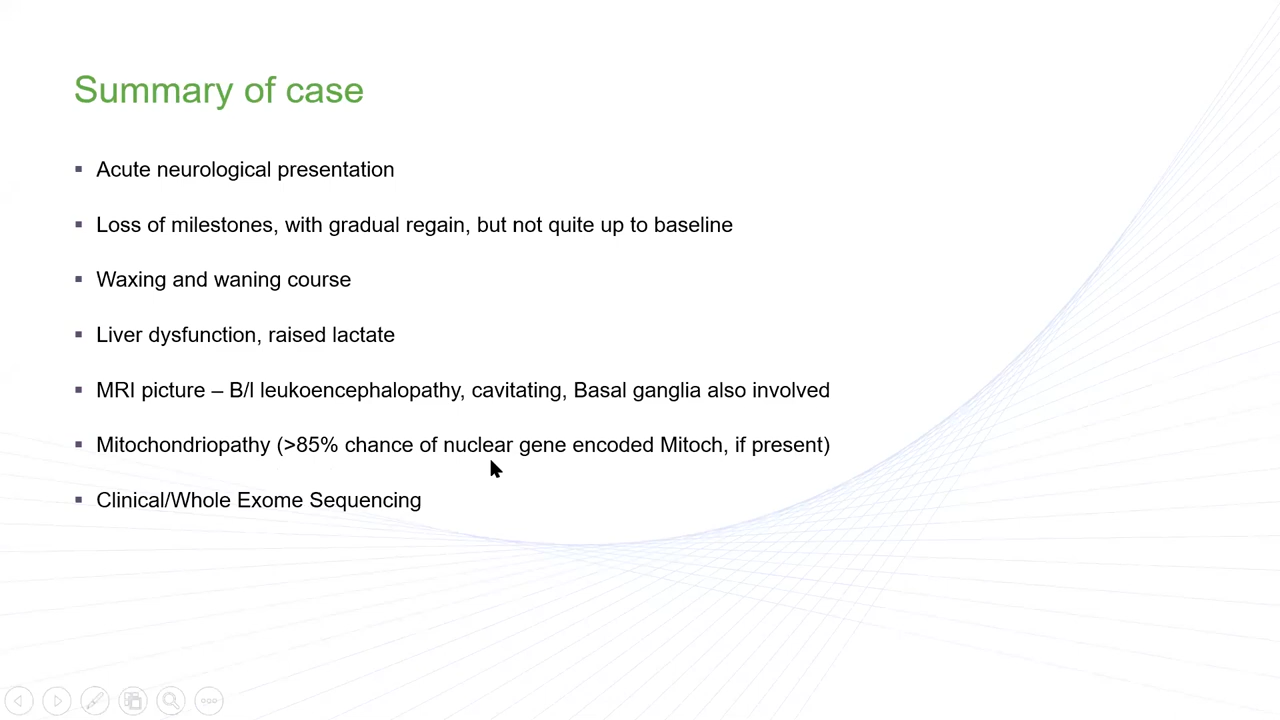 Summary of case
Acute neurological presentation
Loss of milestones, with gradual regain, but not quite up to baseline
Waxing and waning course
Liver dysfunction, raised lactate
MRI picture – B/l leukoencephalopathy, cavitating, Basal ganglia also involved
Mitochondriopathy (>85% chance of nuclear gene encoded Mitoch, if present)
Clinical/Whole Exome Sequencing